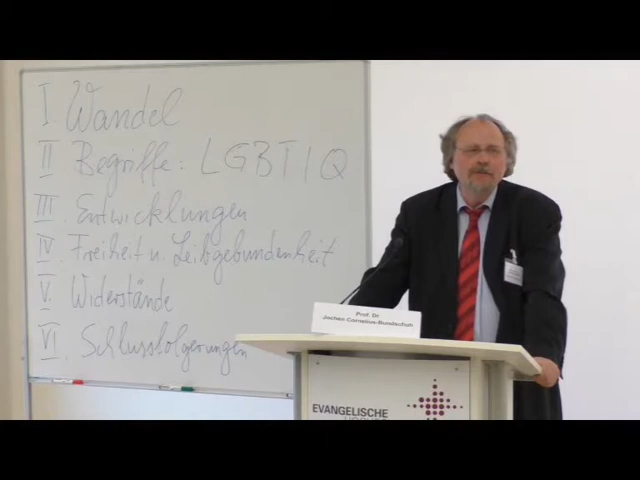 I Wandel
II Begriffe: LGBTIQ
III. Entwicklungen
IV. Freiheit u. Leibgebundenheit
V. Widerstände
VI. Schlussfolgerungen
Prof. Dr.
Jochen Cornelius-Bundschuh
EVANGELISCHE